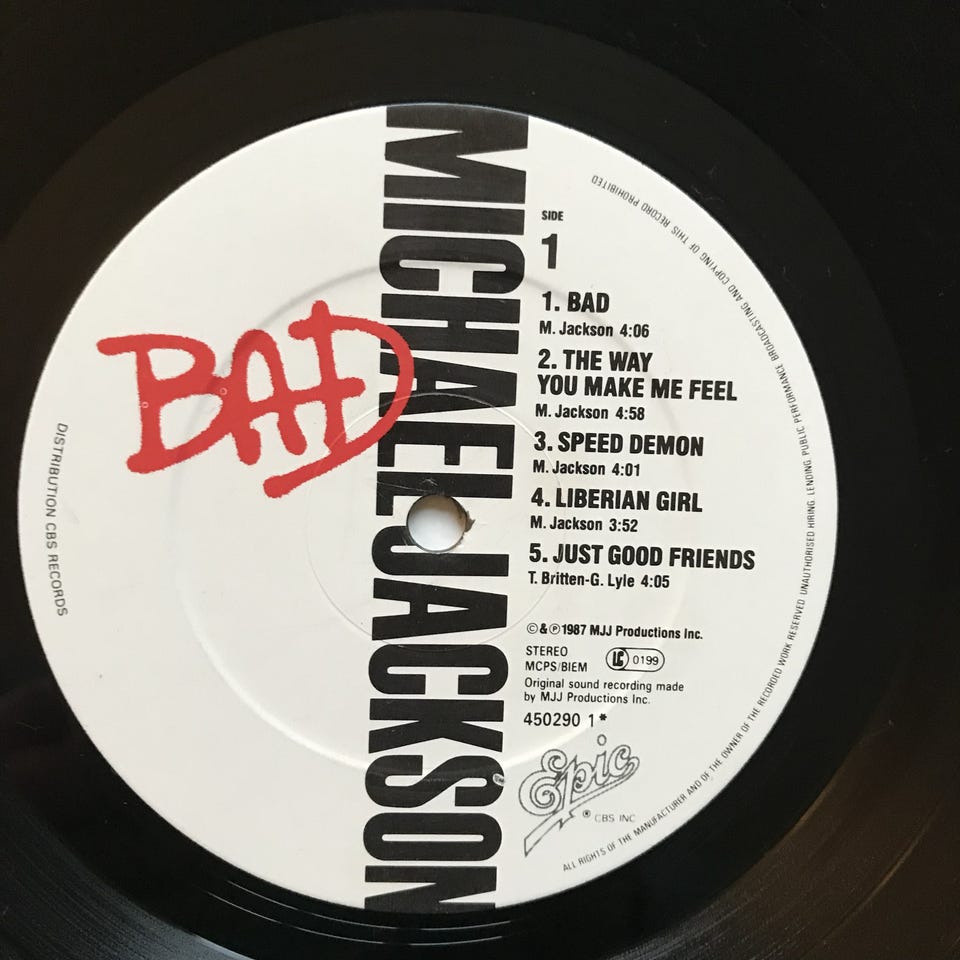 BAD
MICHAEL JACKSON
SIDE
1
1. BAD
M. Jackson 4:06
2. THE WAY
YOU MAKE ME FEEL
M. Jackson 4:58
3. SPEED DEMON
M. Jackson 4:01
4. LIBERIAN GIRL
M. Jackson 3:52
5. JUST GOOD FRIENDS
T. Britten-G. Lyle 4:05
©&℗1987 MJJ Productions Inc.
STEREO
MCPS/BIEM
LC 0199
Original sound recording made
by MJJ Productions Inc.
450290 1*
Epic
® CBS INC
DISTRIBUTION CBS RECORDS
ALL RIGHTS OF THE MANUFACTURER AND OF THE OWNER OF THE RECORDED WORK RESERVED UNAUTHORISED HIRING, LENDING PUBLIC PERFORMANCE BROADCASTING AND COPYING OF THIS RECORD PROHIBITED